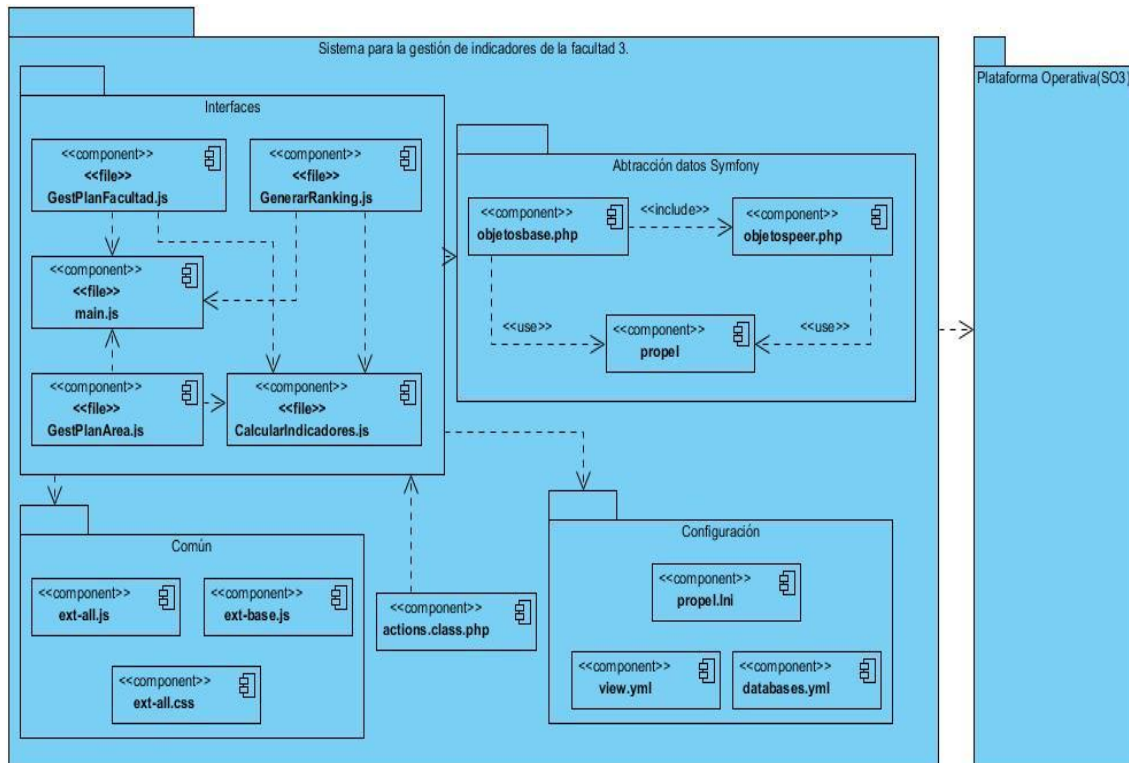 Sistema para la gestión de indicadores de la facultad 3.
Plataforma Operativa(SO3)
Interfaces
<<component>>
<<file>>
GestPlanFacultad.js
<<component>>
<<file>>
GenerarRanking.js
<<component>>
<<file>>
main.js
<<component>>
<<file>>
GestPlanArea.js
<<component>>
<<file>>
CalcularIndicadores.js
Abtracción datos Symfony
<<component>>
objetosbase.php
<<include>>
<<component>>
objetospeer.php
<<use>>
<<component>>
propel
<<use>>
Común
<<component>>
ext-all.js
<<component>>
ext-base.js
<<component>>
ext-all.css
<<component>>
actions.class.php
Configuración
<<component>>
propel.Ini
<<component>>
view.yml
<<component>>
databases.yml